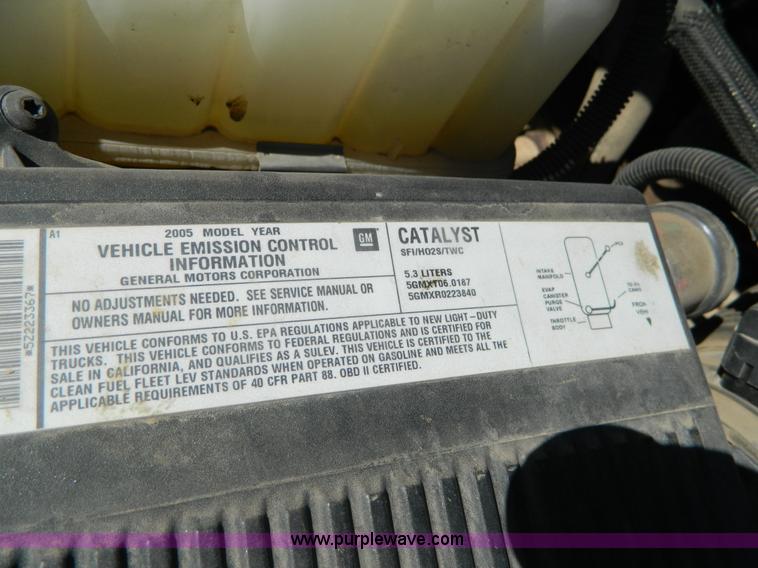 A1
2005 MODEL YEAR
VEHICLE EMISSION CONTROL
INFORMATION
GENERAL MOTORS CORPORATION
GM
NO ADJUSTMENTS NEEDED. SEE SERVICE MANUAL OR
OWNERS MANUAL FOR MORE INFORMATION.
CATALYST
SFI/HO2S/TWC
5.3 LITERS
5GMXT06.0187
5GMXR0223840
THIS VEHICLE CONFORMS TO U.S. EPA REGULATIONS APPLICABLE TO NEW LIGHT-DUTY
TRUCKS. THIS VEHICLE CONFORMS TO FEDERAL REGULATIONS AND IS CERTIFIED FOR
SALE IN CALIFORNIA, AND QUALIFIES AS A SULEV. THIS VEHICLE IS CERTIFIED TO THE
CLEAN FUEL FLEET LEV STANDARDS WHEN OPERATED ON GASOLINE AND MEETS ALL THE
APPLICABLE REQUIREMENTS OF 40 CFR PART 88. OBD II CERTIFIED.
INTAKE
MANIFOLD
EVAP
CANISTER
PURGE
VALVE
THROTTLE
BODY
CANIS
VEH
*52223367*
www.purplewave.com